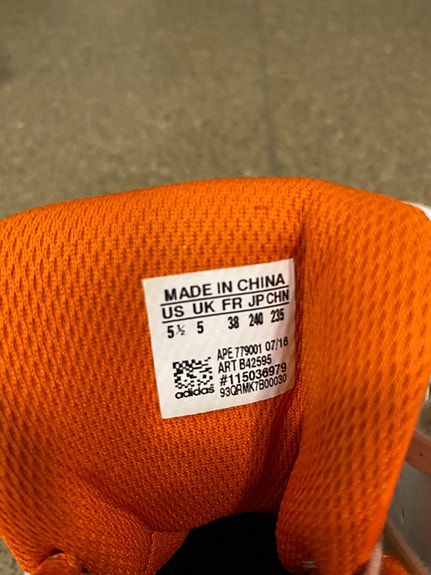 MADE IN CHINA
US UK FR JP CHN
5½ 5 38 240 235
APE 779001 07/16
ART B42595
#115036979
93QRMK7B00030
adidas